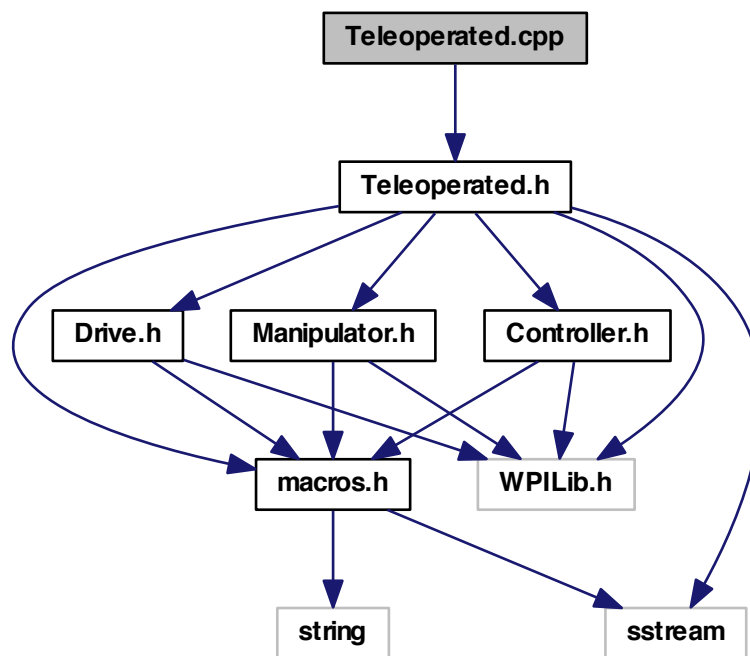 Teleoperated.cpp
Teleoperated.h
Drive.h
Manipulator.h
Controller.h
macros.h
WPILib.h
string
sstream